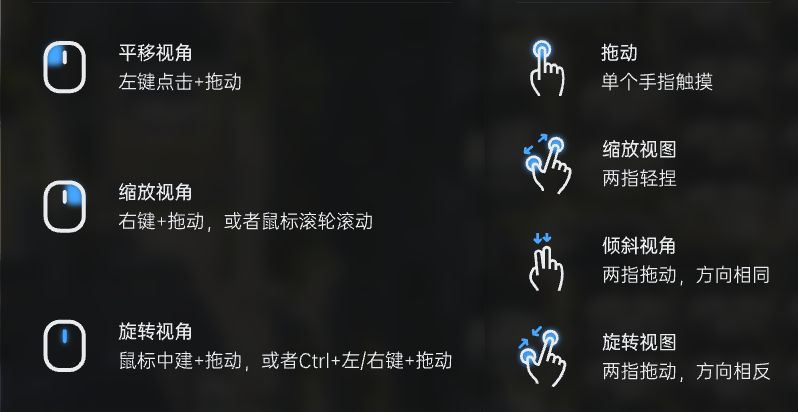 平移视角
左键点击+拖动
缩放视角
右键+拖动，或者鼠标滚轮滚动
旋转视角
鼠标中建+拖动，或者Ctrl+左/右键+拖动
拖动
单个手指触摸
缩放视图
两指轻捏
倾斜视角
两指拖动，方向相同
旋转视图
两指拖动，方向相反